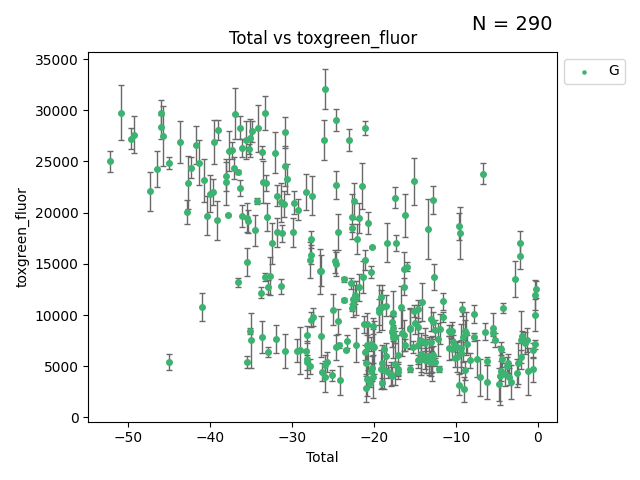 N = 290
Total vs toxgreen_fluor
G
toxgreen_fluor
35000
30000
25000
20000
15000
10000
5000
0
−50 −40 −30 −20 −10 0
Total